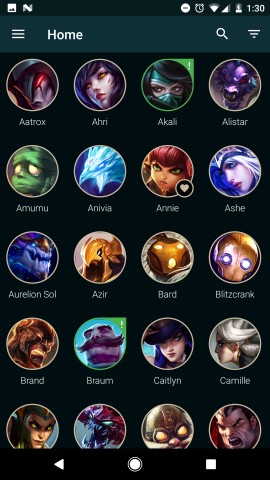 1:30
Home
Aatrox Ahri Akali Alistar
Amumu Anivia Annie Ashe
Aurelion Sol Azir Bard Blitzcrank
Brand Braum Caitlyn Camille